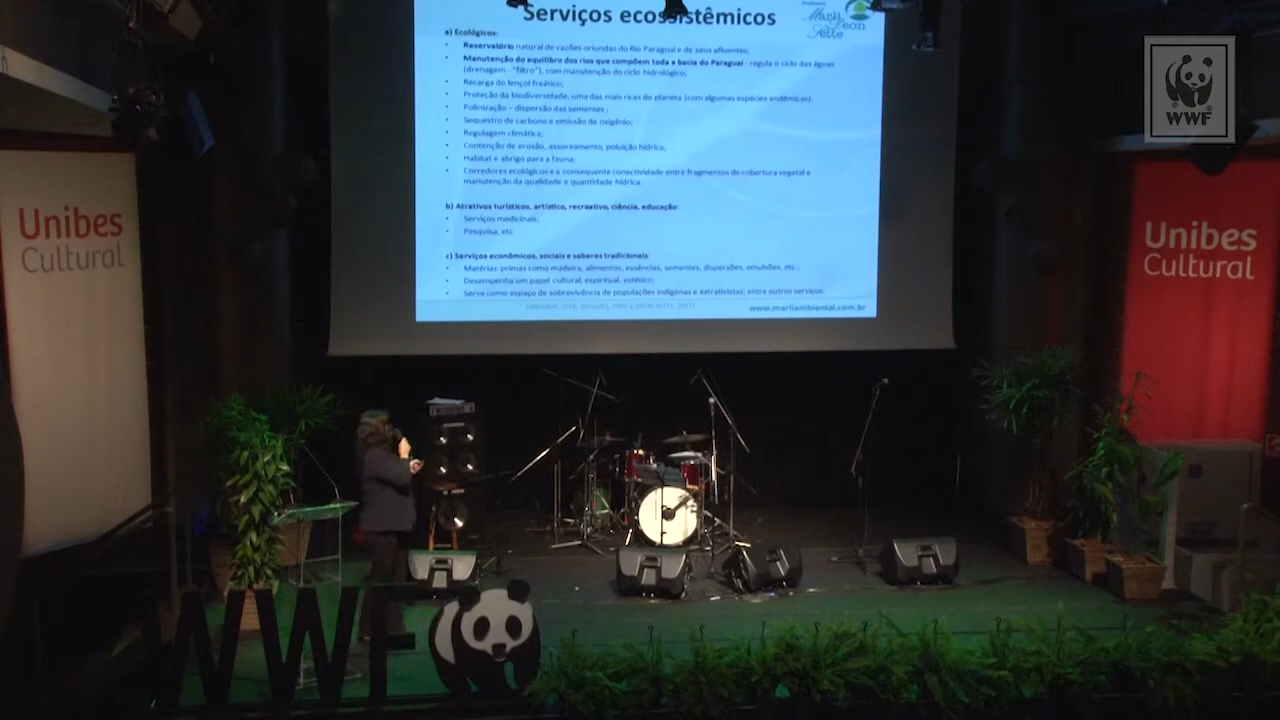 Serviços ecossistêmicos
Marli Deon Sette
a) Ecológicos:
• Reservatório natural de vazões oriundas do Rio Paraguai e de seus afluentes;
• Manutenção do equilíbrio dos rios que compõem toda a bacia do Paraguai - regula o ciclo das águas
(drenagem - "filtro"), com manutenção do ciclo hidrológico;
• Recarga do lençol freático;
• Proteção da biodiversidade, uma das mais ricas do planeta (com algumas espécies endêmicas).
• Polinização – dispersão das sementes ;
• Sequestro de carbono e emissão de oxigênio;
• Regulagem climática;
• Contenção de erosão, assoreamento, poluição hídrica;
• Habitat e abrigo para a fauna;
• Corredores ecológicos e a consequente conectividade entre fragmentos de cobertura vegetal e
manutenção da qualidade e quantidade hídrica
b) Atrativos turísticos, artístico, recreativo, ciência, educação:
• Serviços medicinais;
• Pesquisa, etc.
c) Serviços econômicos, sociais e saberes tradicionais:
• Matérias-primas como madeira, alimentos, essências, sementes, dispersões, emulsões, etc.;
• Desempenha um papel cultural, espiritual, estético;
• Serve como espaço de sobrevivência de populações indígenas e extrativistas; entre outros serviços.
www.marliambiental.com.br
WWF
Unibes
Cultural
Unibes
Cultural
WWF